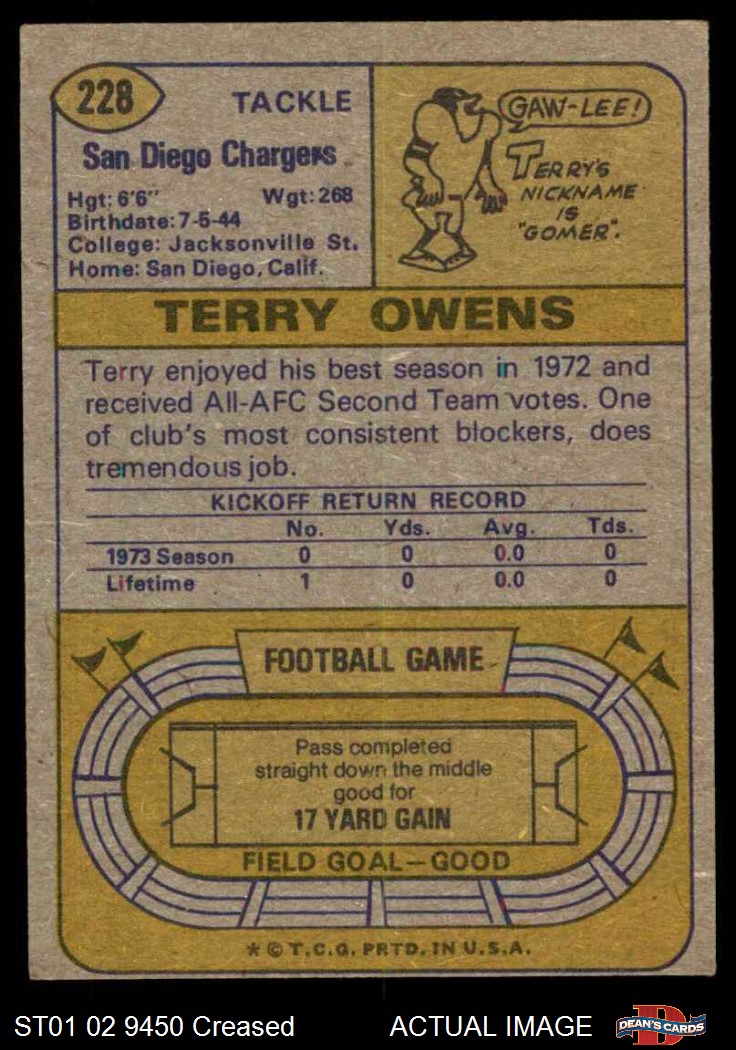 228
TACKLE
San Diego Chargers
Hgt: 6'6" Wgt: 268
Birthdate: 7-5-44
College: Jacksonville St.
Home: San Diego, Calif.
GAW-LEE!
TERRY'S
NICKNAME
IS
"GOMER".
TERRY OWENS
Terry enjoyed his best season in 1972 and
received All-AFC Second Team votes. One
of club's most consistent blockers, does
tremendous job.
KICKOFF RETURN RECORD
No. Yds. Avg. Tds.
1973 Season 0 0 0.0 0
Lifetime 1 0 0.0 0
FOOTBALL GAME
Pass completed
straight down the middle
good for
17 YARD GAIN
FIELD GOAL—GOOD
* © T.C.G. PRTD. IN U.S.A.
ST01 02 9450 Creased ACTUAL IMAGE
D
DEAN'S CARDS